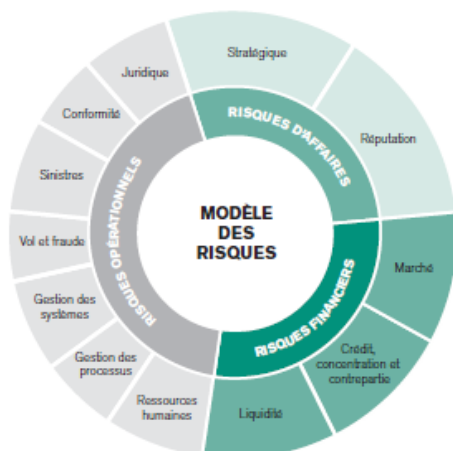 MODÈLE
DES
RISQUES
RISQUES D'AFFAIRES
Stratégique
Réputation
RISQUES FINANCIERS
Marché
Crédit,
concentration et
contrepartie
Liquidité
RISQUES OPÉRATIONNELS
Ressources
humaines
Gestion des
processus
Gestion des
systèmes
Vol et fraude
Sinistres
Conformité
Juridique